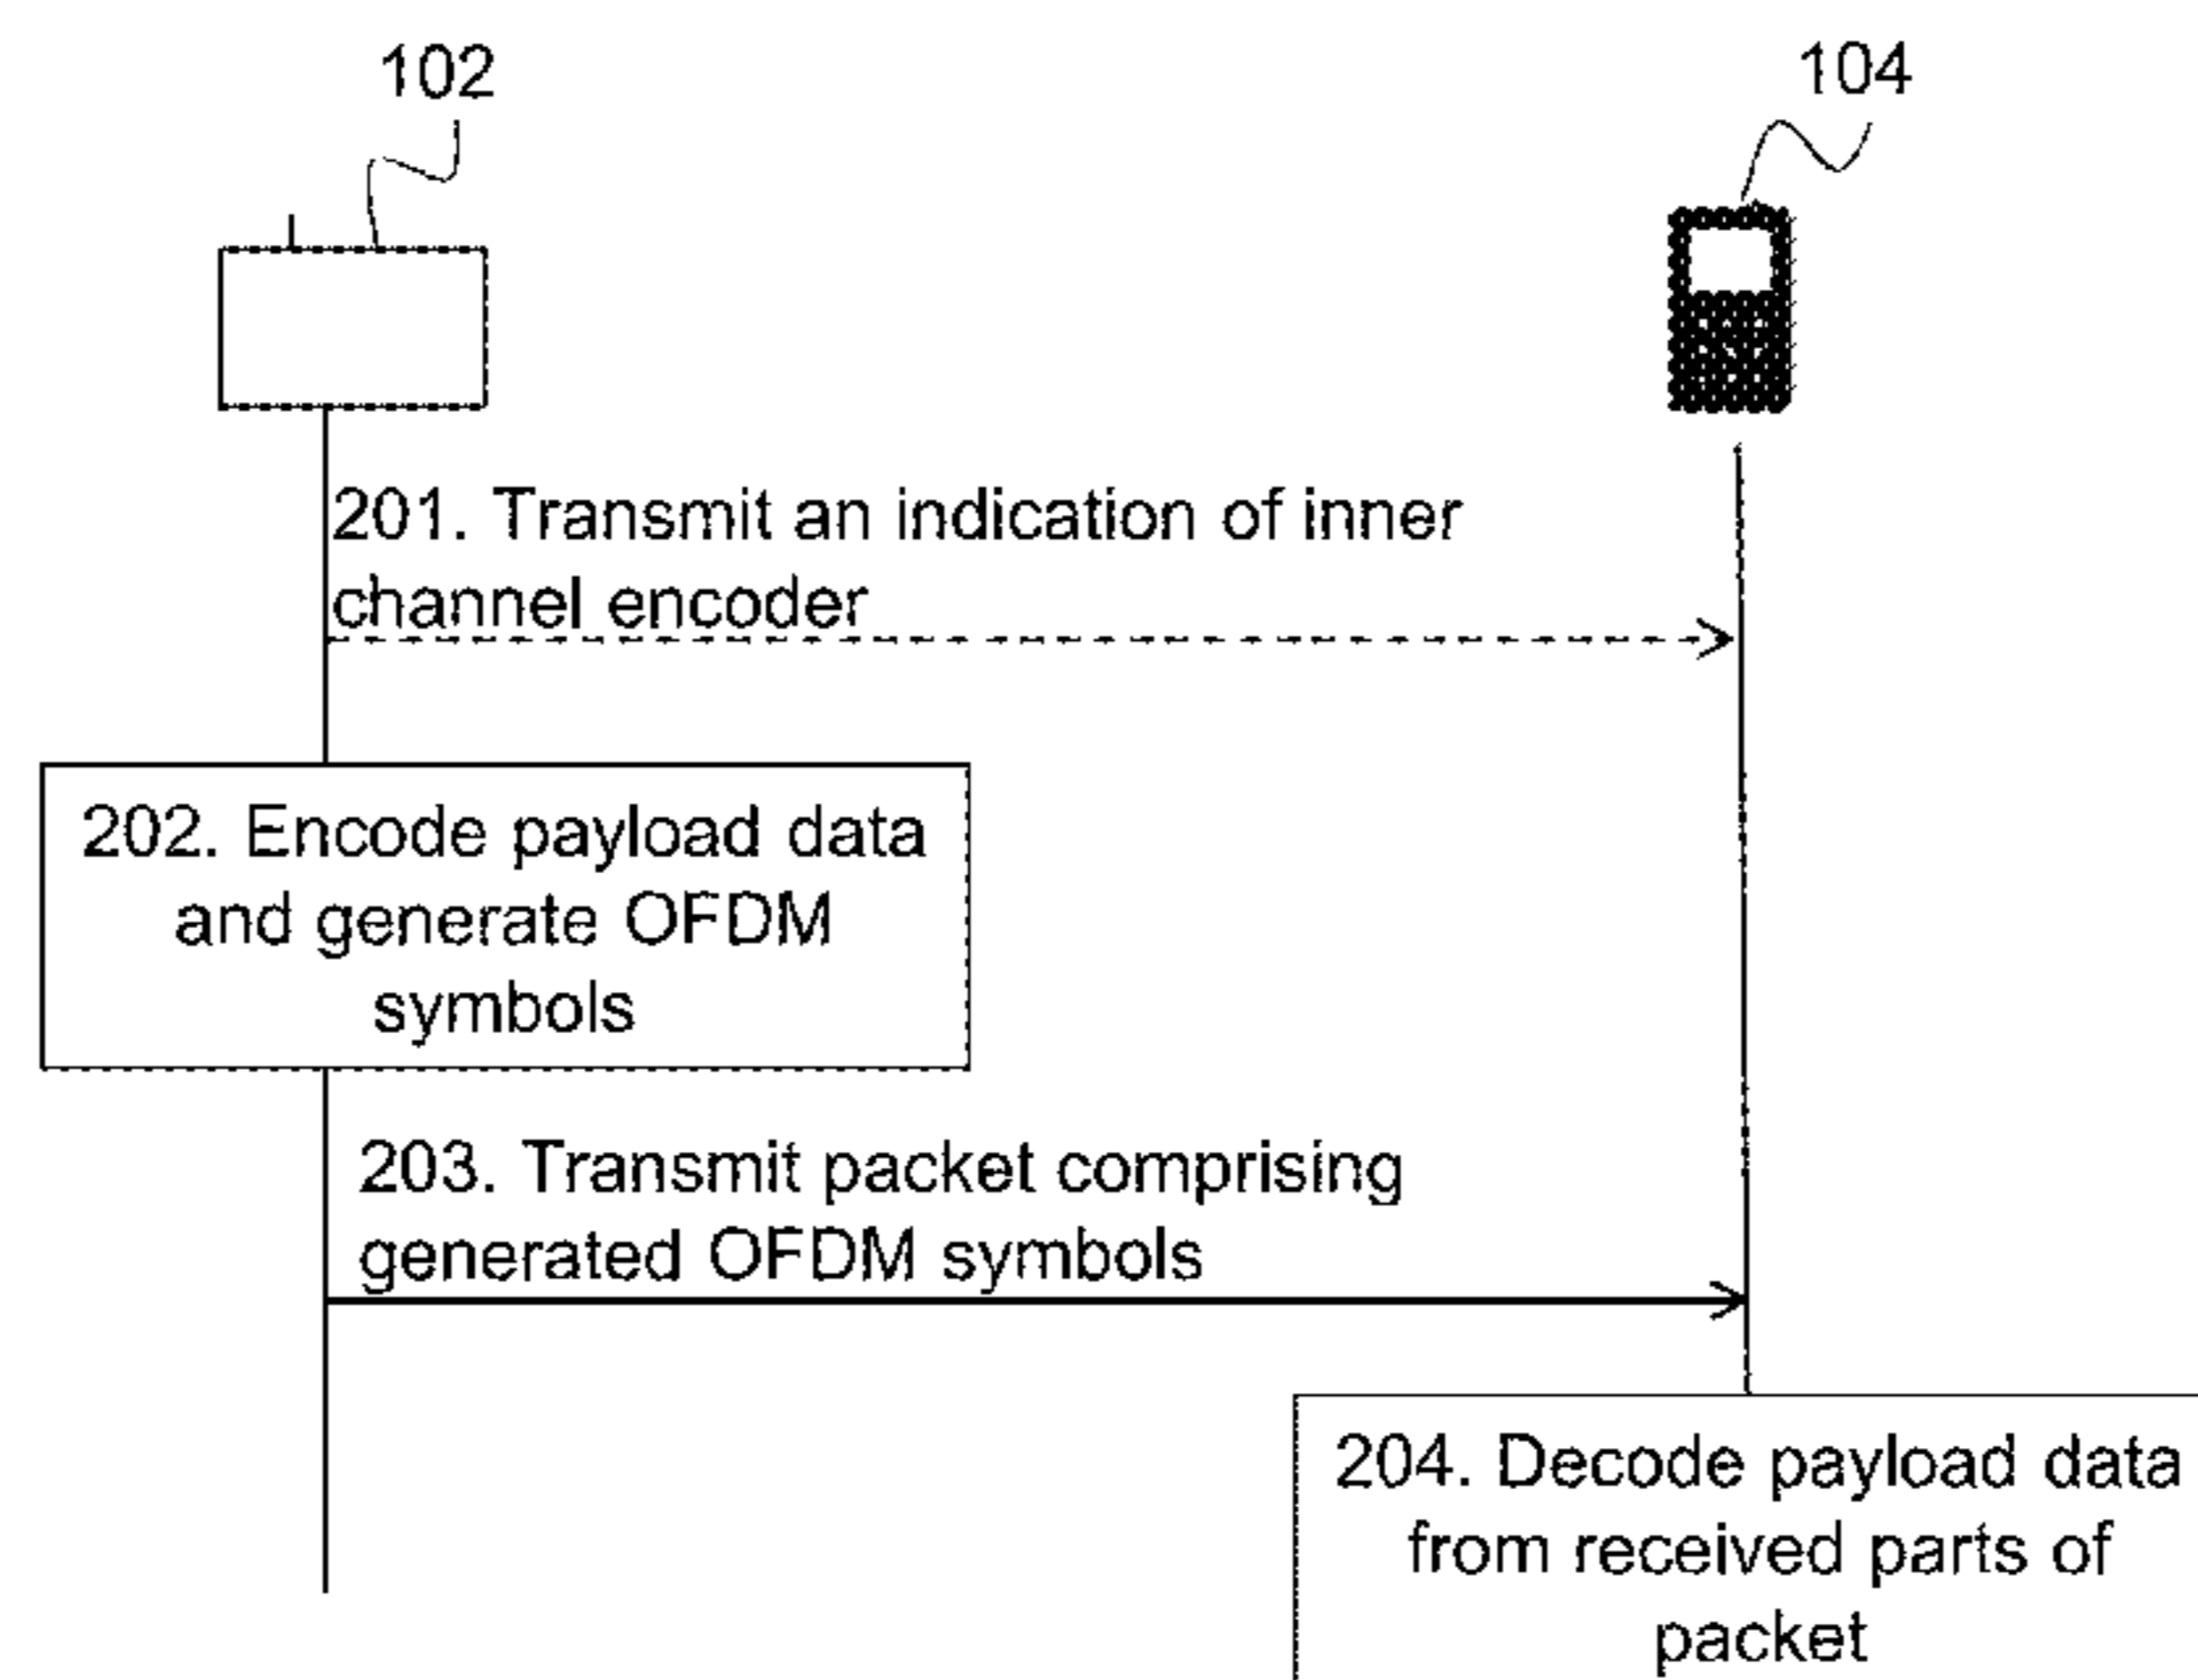 102
104
201. Transmit an indication of inner
channel encoder
202. Encode payload data
and generate OFDM
symbols
203. Transmit packet comprising
generated OFDM symbols
204. Decode payload data
from received parts of
packet